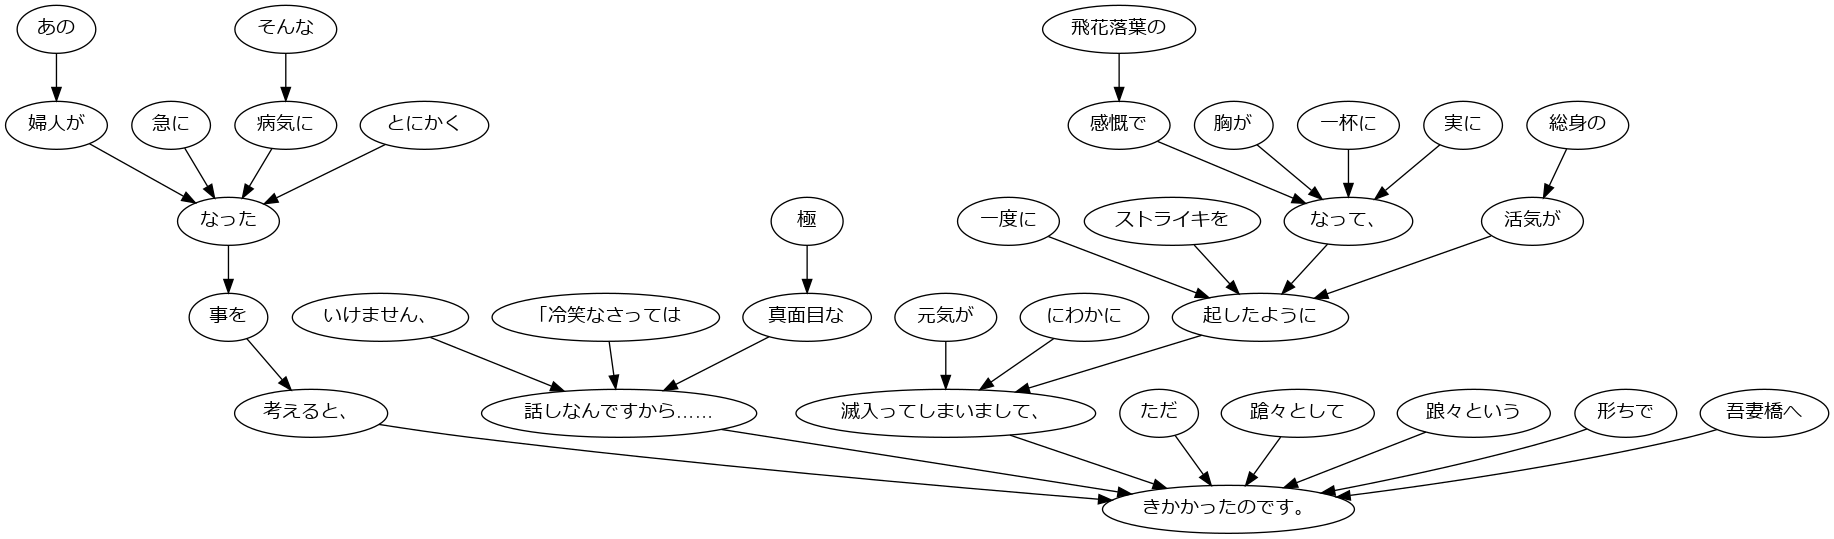 あの
そんな
飛花落葉の
婦人が
急に
病気に
とにかく
感慨で
胸が
一杯に
実に
総身の
なった
極
一度に
ストライキを
なって、
活気が
事を
いけません、
「冷笑なさっては
真面目な
元気が
にわかに
起したように
考えると、
話しなんですから……
滅入ってしまいまして、
ただ
蹌々として
踉々という
形ちで
吾妻橋へ
きかかったのです。